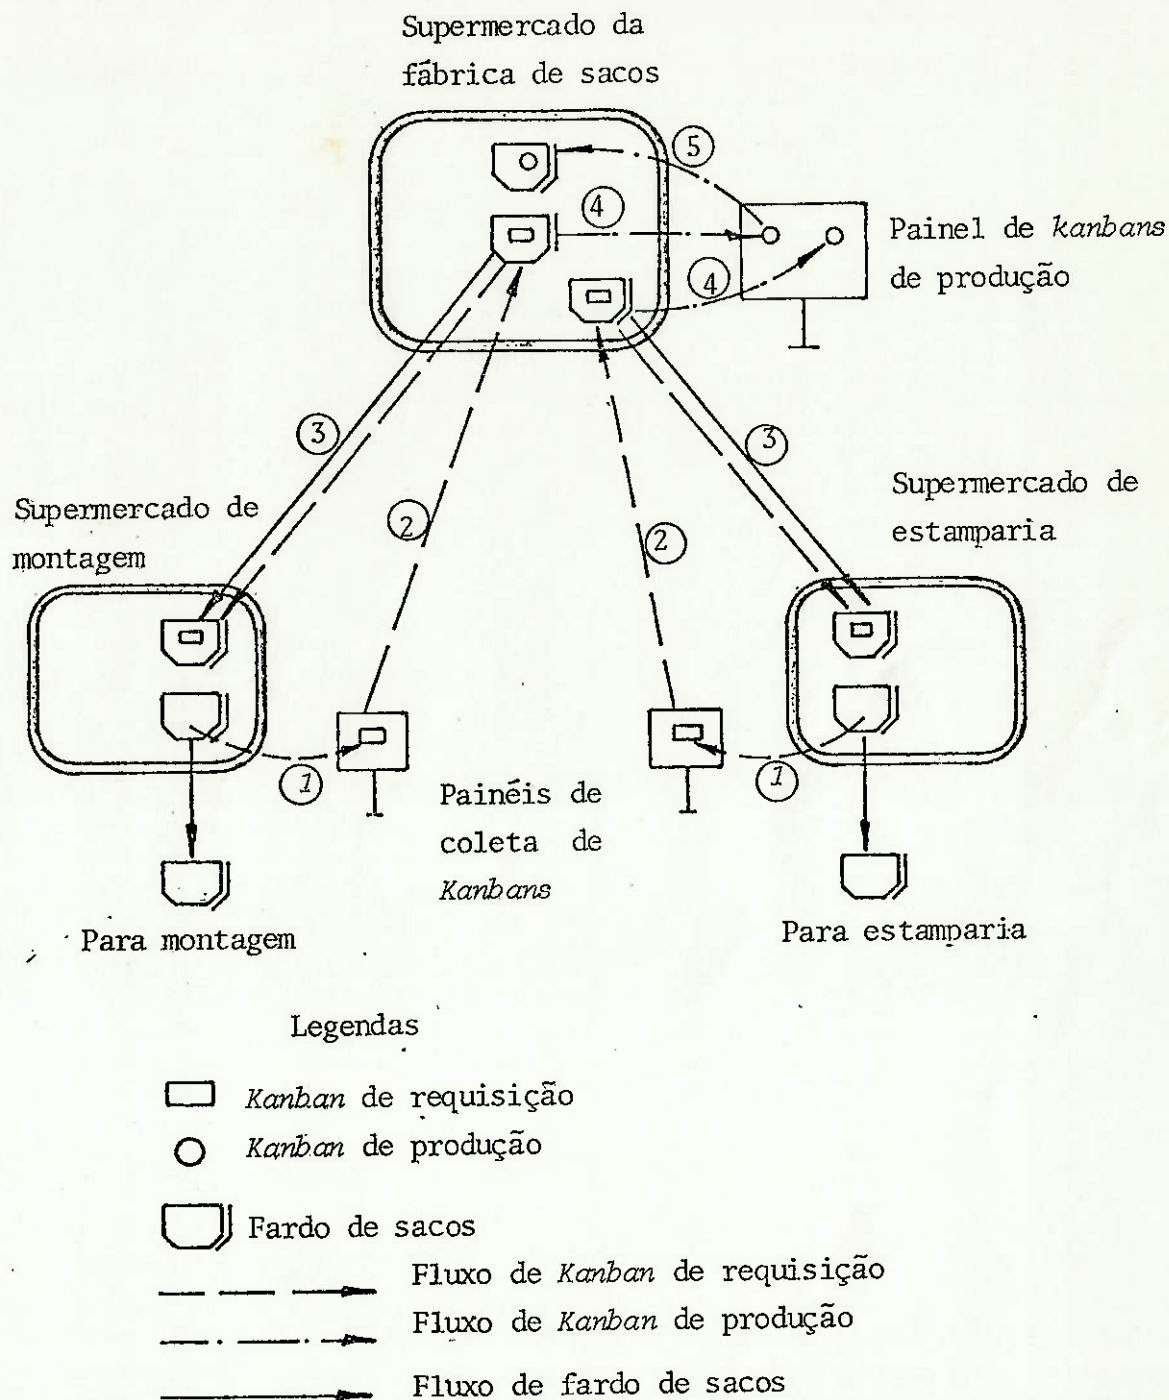 Supermercado da
fábrica de sacos
5
4
Painel de kanbans
de produção
4
3
3
Supermercado de
estamparia
Supermercado de
montagem
2
2
1
1
Painéis de
coleta de
Kanbans
Para montagem
Para estamparia
Legendas
Kanban de requisição
Kanban de produção
Fardo de sacos
Fluxo de Kanban de requisição
Fluxo de Kanban de produção
Fluxo de fardo de sacos